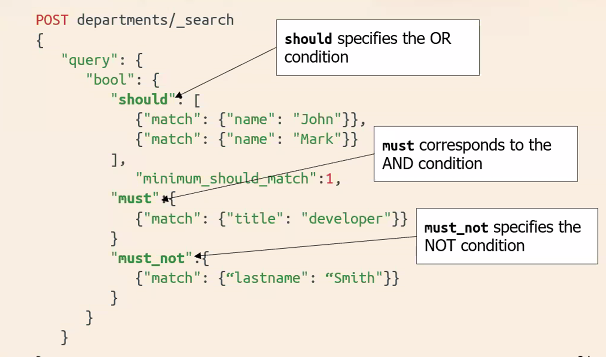 POST departments/_search
{
"query": {
"bool": {
"should": [
{"match": {"name": "John"}},
{"match": {"name": "Mark"}}
],
"minimum_should_match":1,
"must":{
{"match": {"title": "developer"}}
}
"must_not":{
{"match": {“lastname": “Smith"}}
}
}
}
should specifies the OR
condition
must corresponds to the
AND condition
must_not specifies the
NOT condition